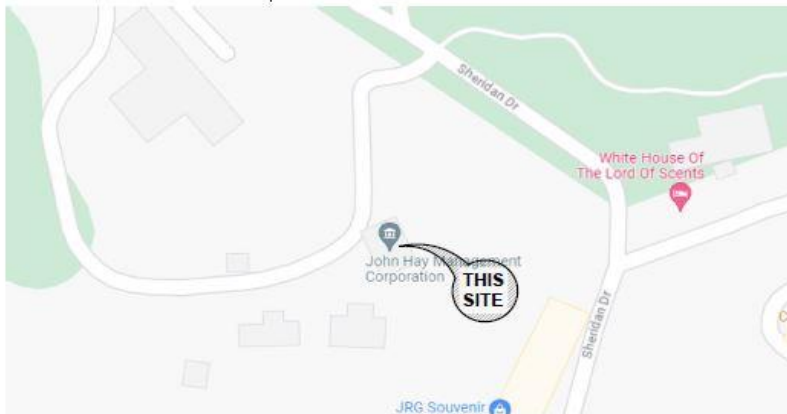 Sheridan Dr
White House Of
The Lord Of Scents
John Hay Management
Corporation
THIS
SITE
Sheridan Dr
JRG Souvenir